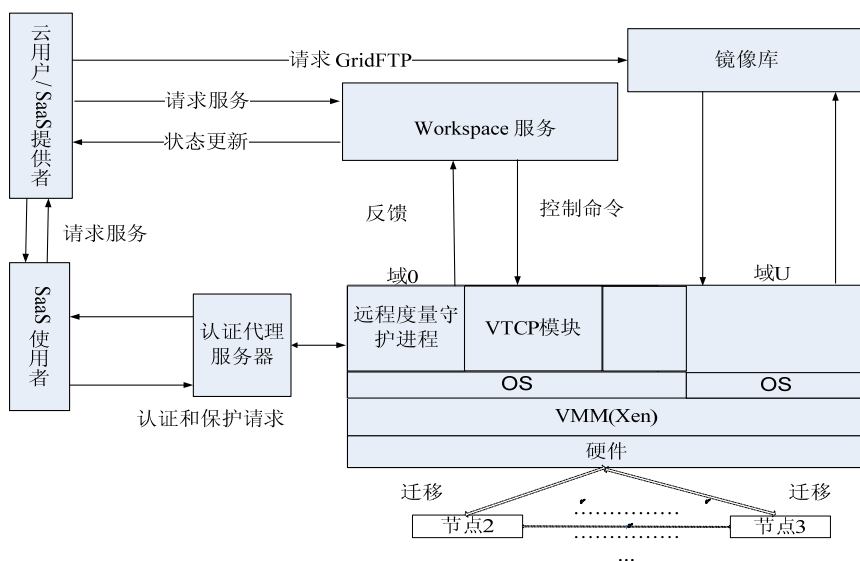 云用户/SaaS提供者
请求 GridFTP
镜像库
请求服务
Workspace 服务
状态更新
反馈
控制命令
请求服务
域0
域U
SaaS 使用者
认证代理
服务器
远程度量守
护进程
VTCP模块
OS
OS
认证和保护请求
VMM(Xen)
硬件
迁移
迁移
节点2
节点3
...............
...............
...